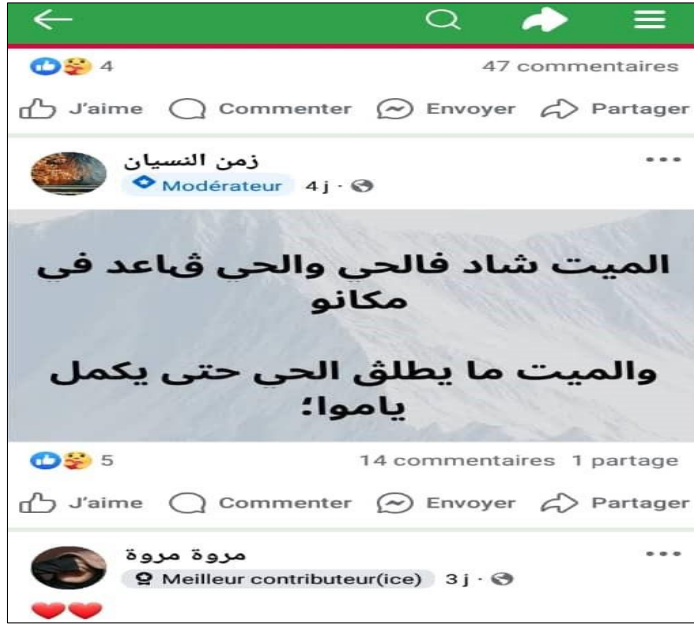 4
47 commentaires
J'aime Commenter Envoyer Partager
زمن النسيان
Modérateur 4 j ·
الميت شاد فالحي والحي ڤاعد في
مكانو
والميت ما يطلق الحي حتى يكمل
ياموا؛
5
14 commentaires 1 partage
J'aime Commenter Envoyer Partager
مروة مروة
Meilleur contributeur(ice) 3 j ·